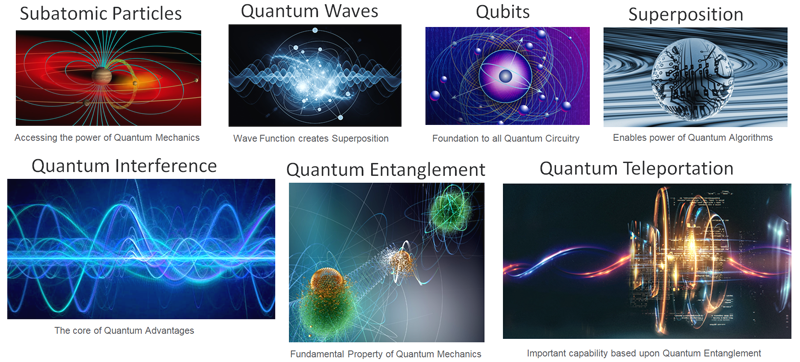 Subatomic Particles
Quantum Waves
Qubits
Superposition
Accessing the power of Quantum Mechanics
Wave Function creates Superposition
Foundation to all Quantum Circuitry
Enables power of Quantum Algorithms
Quantum Interference
Quantum Entanglement
Quantum Teleportation
The core of Quantum Advantages
Fundamental Property of Quantum Mechanics
Important capability based upon Quantum Entanglement